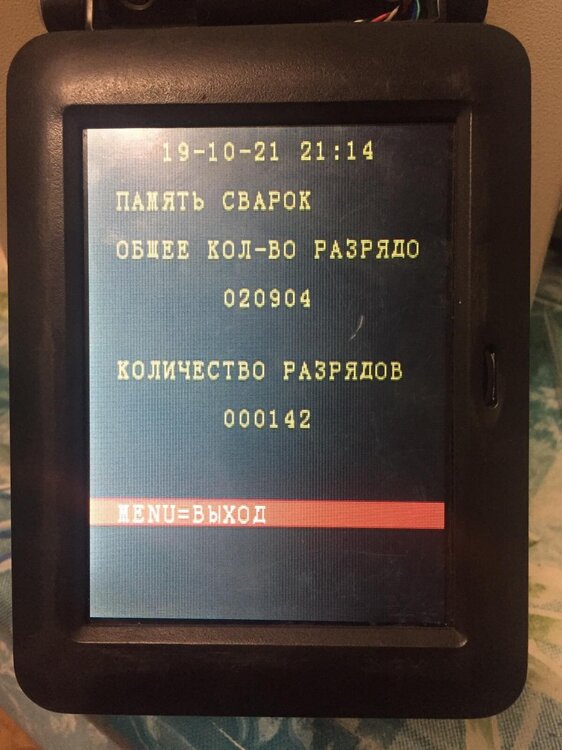 19-10-21 21:14
ПАМЯТЬ СВАРОК
ОБЩЕЕ КОЛ-ВО РАЗРЯДО
020904
КОЛИЧЕСТВО РАЗРЯДОВ
000142
MENU=ВЫХОД